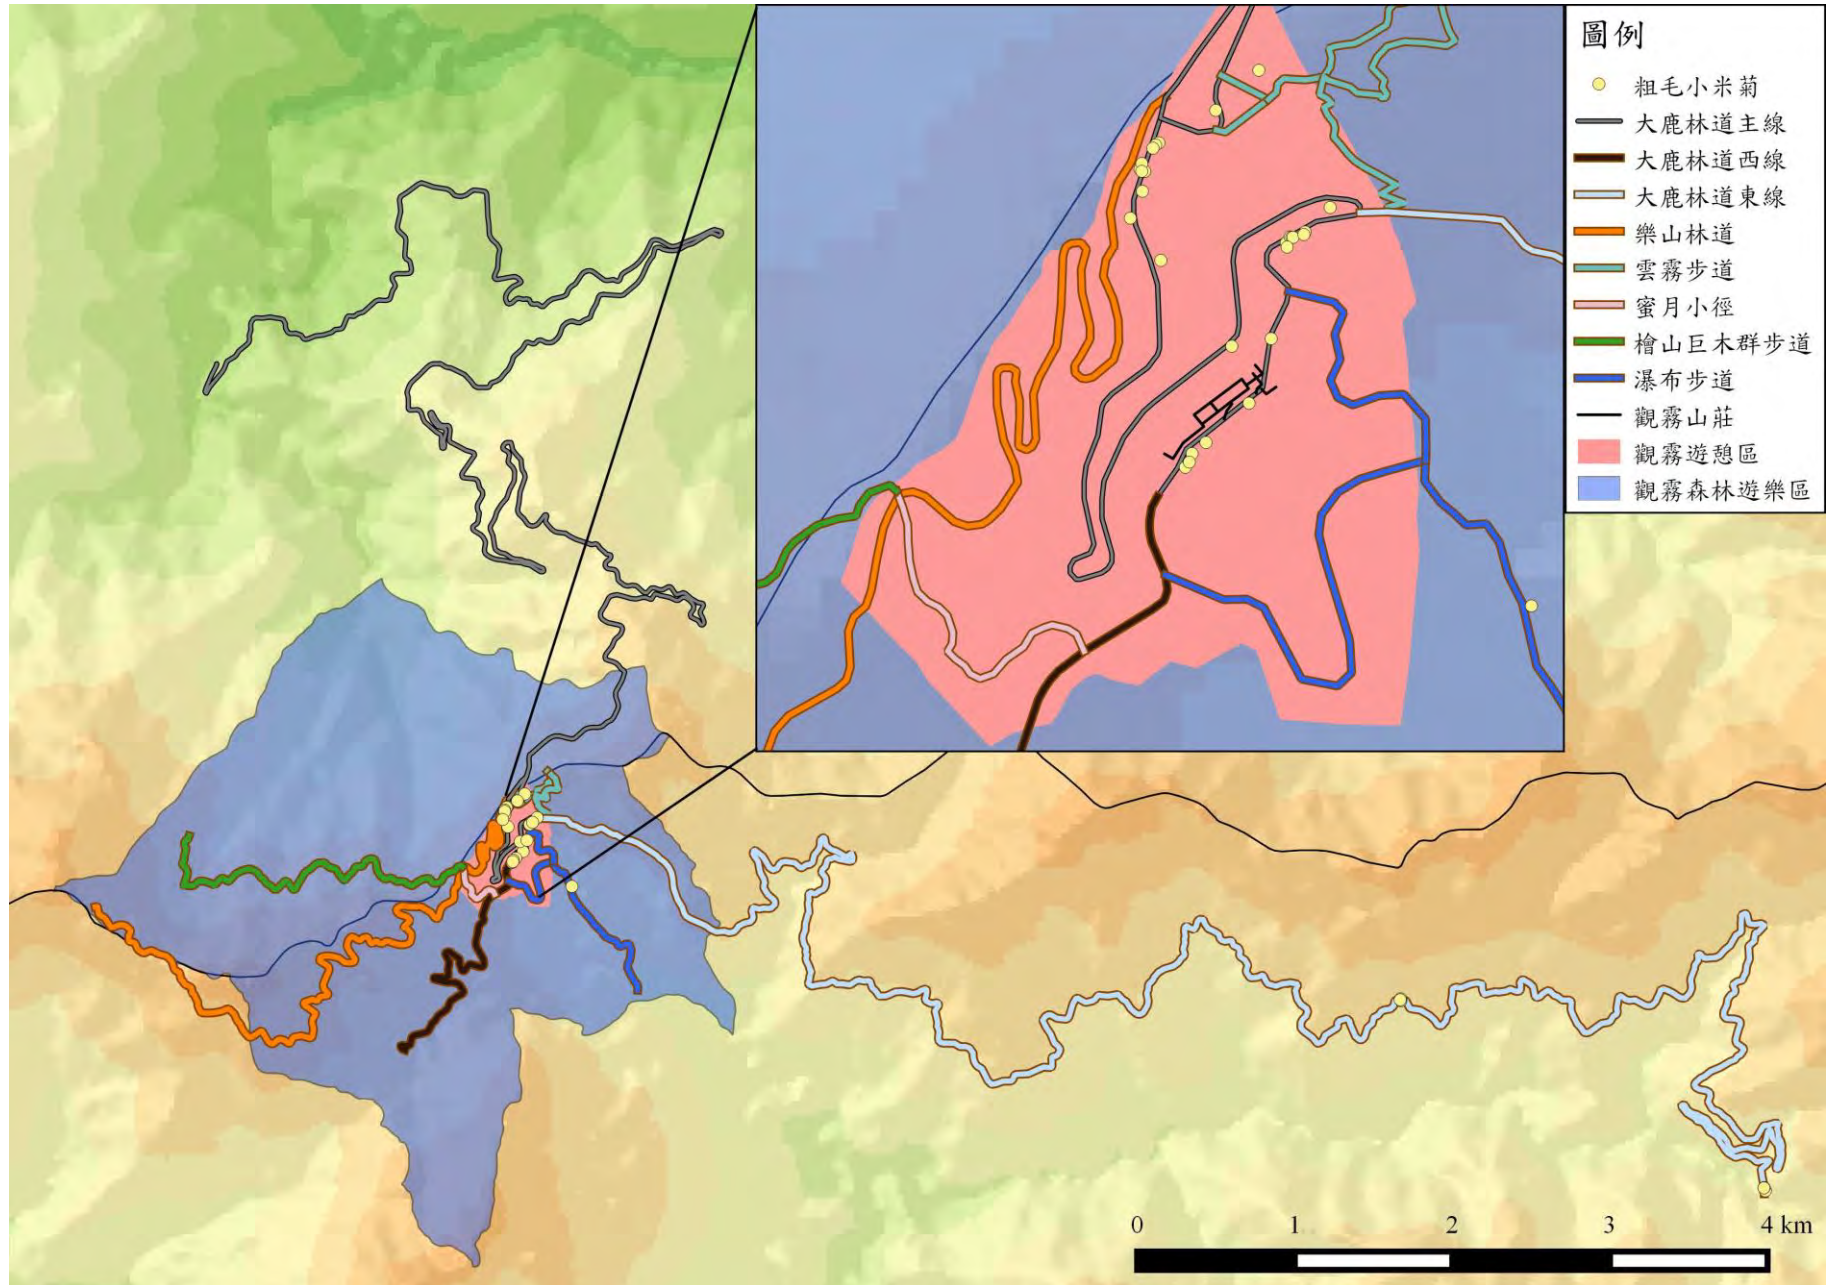 圖例
粗毛小米菊
大鹿林道主線
大鹿林道西線
大鹿林道東線
樂山林道
雲霧步道
蜜月小徑
檜山巨木群步道
瀑布步道
觀霧山莊
觀霧遊憩區
觀霧森林遊樂區
0 1 2 3 4 km